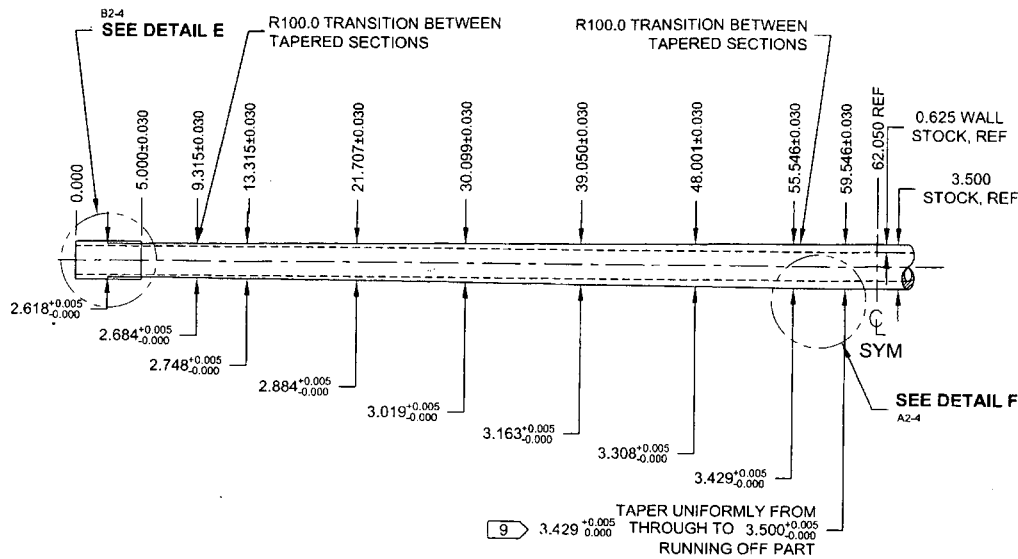 B2-4
SEE DETAIL E
R100.0 TRANSITION BETWEEN
TAPERED SECTIONS
R100.0 TRANSITION BETWEEN
TAPERED SECTIONS
0.000
5.000±0.030
9.315±0.030
13.315±0.030
21.707±0.030
30.099±0.030
39.050±0.030
48.001±0.030
55.546±0.030
59.546±0.030
62.050 REF
0.625 WALL
STOCK, REF
3.500
STOCK, REF
2.618 +0.005 -0.000
2.684 +0.005 -0.000
2.748 +0.005 -0.000
2.884 +0.005 -0.000
3.019 +0.005 -0.000
3.163 +0.005 -0.000
3.308 +0.005 -0.000
3.429 +0.005 -0.000
℄
SYM
SEE DETAIL F
A2-4
TAPER UNIFORMLY FROM
9 3.429 +0.005 0.000 THROUGH TO 3.500 +0.005 -0.000
RUNNING OFF PART